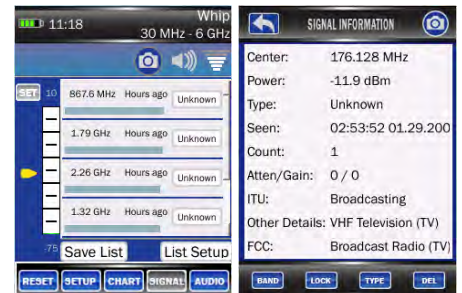 11:18
Whip
30 MHz - 6 GHz
SET 10 867.6 MHz Hours ago Unknown
1.79 GHz Hours ago Unknown
2.26 GHz Hours ago Unknown
1.32 GHz Hours ago Unknown
-75 Save List List Setup
RESET SETUP CHART SIGNAL AUDIO
SIGNAL INFORMATION
Center: 176.128 MHz
Power: -11.9 dBm
Type: Unknown
Seen: 02:53:52 01.29.200
Count: 1
Atten/Gain: 0 / 0
ITU: Broadcasting
Other Details: VHF Television (TV)
FCC: Broadcast Radio (TV)
BAND LOCK TYPE DEL